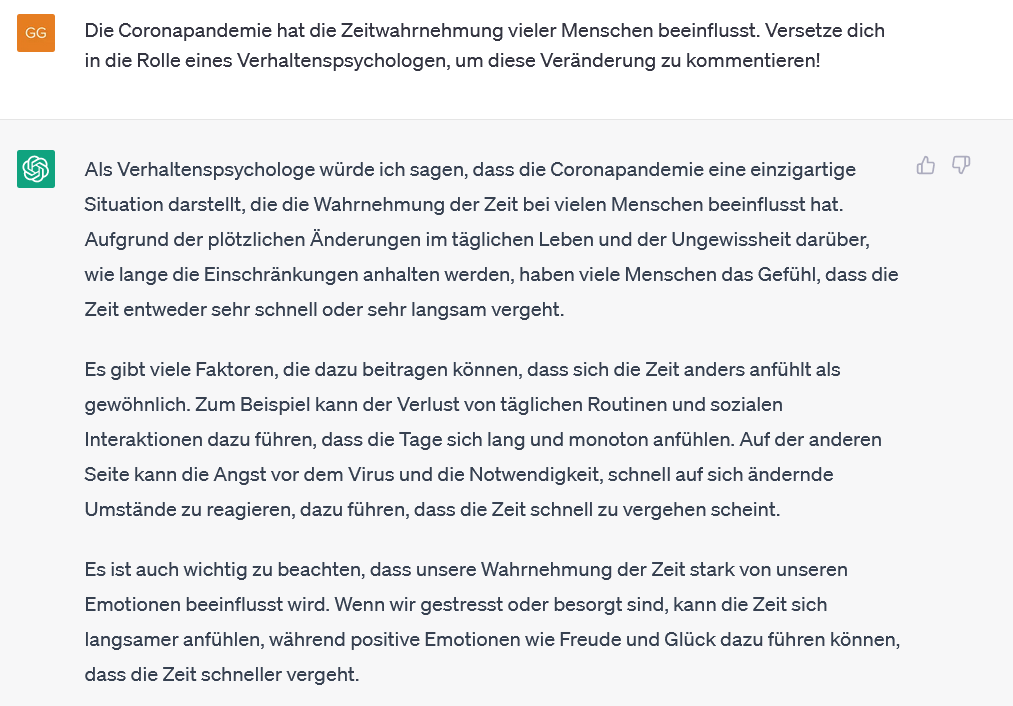 GG
Die Coronapandemie hat die Zeitwahrnehmung vieler Menschen beeinflusst. Versetze dich
in die Rolle eines Verhaltenspsychologen, um diese Veränderung zu kommentieren!
Als Verhaltenspsychologe würde ich sagen, dass die Coronapandemie eine einzigartige
Situation darstellt, die die Wahrnehmung der Zeit bei vielen Menschen beeinflusst hat.
Aufgrund der plötzlichen Änderungen im täglichen Leben und der Ungewissheit darüber,
wie lange die Einschränkungen anhalten werden, haben viele Menschen das Gefühl, dass die
Zeit entweder sehr schnell oder sehr langsam vergeht.
Es gibt viele Faktoren, die dazu beitragen können, dass sich die Zeit anders anfühlt als
gewöhnlich. Zum Beispiel kann der Verlust von täglichen Routinen und sozialen
Interaktionen dazu führen, dass die Tage sich lang und monoton anfühlen. Auf der anderen
Seite kann die Angst vor dem Virus und die Notwendigkeit, schnell auf sich ändernde
Umstände zu reagieren, dazu führen, dass die Zeit schnell zu vergehen scheint.
Es ist auch wichtig zu beachten, dass unsere Wahrnehmung der Zeit stark von unseren
Emotionen beeinflusst wird. Wenn wir gestresst oder besorgt sind, kann die Zeit sich
langsamer anfühlen, während positive Emotionen wie Freude und Glück dazu führen können,
dass die Zeit schneller vergeht.